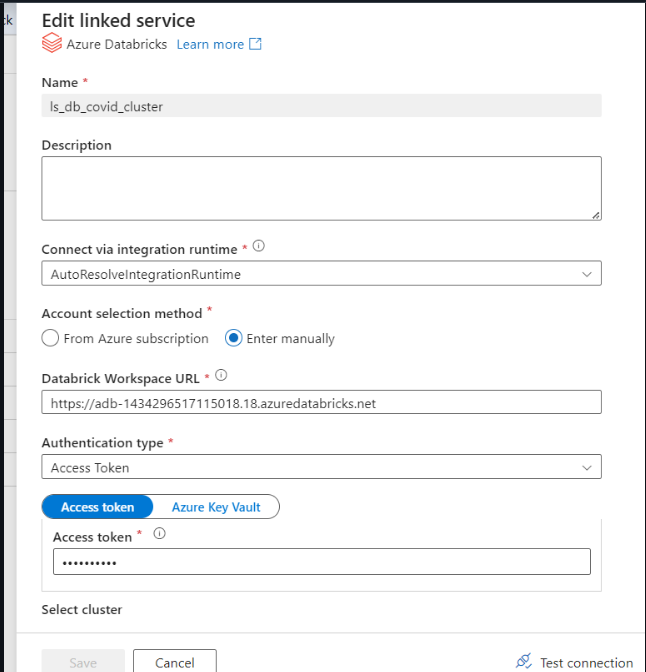 ck
Edit linked service
Azure Databricks Learn more
Name *
ls_db_covid_cluster
Description
Connect via integration runtime *
AutoResolveIntegrationRuntime
Account selection method *
From Azure subscription Enter manually
Databrick Workspace URL *
https://adb-1434296517115018.18.azuredatabricks.net
Authentication type *
Access Token
Access token Azure Key Vault
Access token *
••••••••••
Select cluster
Save Cancel Test connection